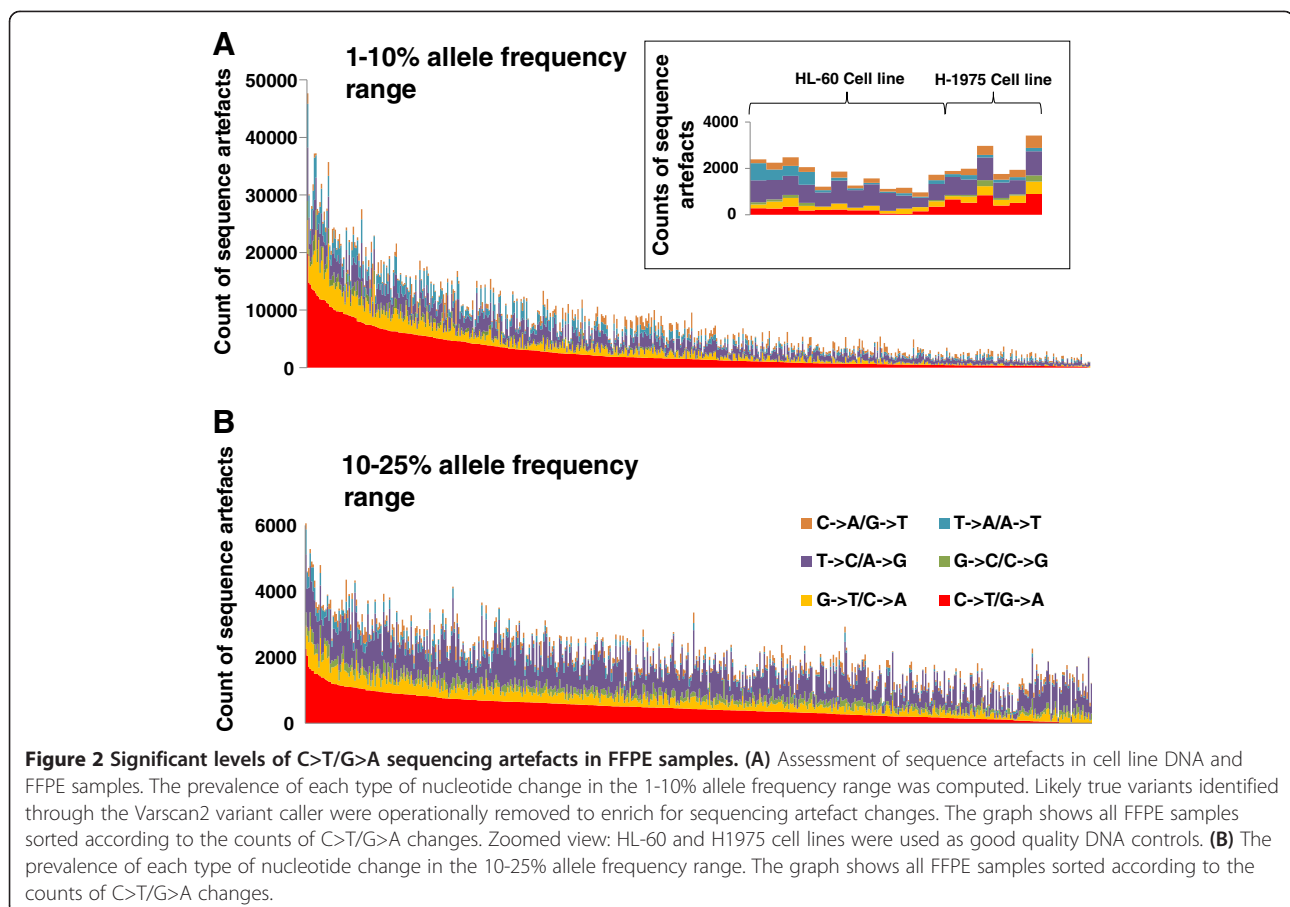 A
1-10% allele frequency
range
50000
40000
30000
20000
10000
0
Count of sequence artefacts
HL-60 Cell line
H-1975 Cell line
4000
2000
0
Counts of sequence
artefacts
B
10-25% allele frequency
range
6000
4000
2000
0
Count of sequence artefacts
C->A/G->T
T->A/A->T
T->C/A->G
G->C/C->G
G->T/C->A
C->T/G->A
Figure 2 Significant levels of C>T/G>A sequencing artefacts in FFPE samples. (A) Assessment of sequence artefacts in cell line DNA and
FFPE samples. The prevalence of each type of nucleotide change in the 1-10% allele frequency range was computed. Likely true variants identified
through the Varscan2 variant caller were operationally removed to enrich for sequencing artefact changes. The graph shows all FFPE samples
sorted according to the counts of C>T/G>A changes. Zoomed view: HL-60 and H1975 cell lines were used as good quality DNA controls. (B) The
prevalence of each type of nucleotide change in the 10-25% allele frequency range. The graph shows all FFPE samples sorted according to the
counts of C>T/G>A changes.